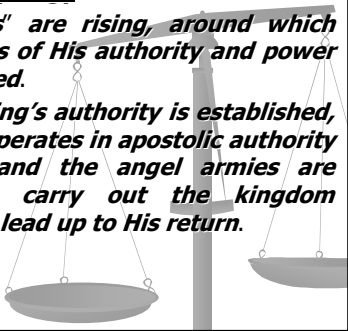 s" are rising, around which
s of His authority and power
ed.
ng's authority is established,
perates in apostolic authority
and the angel armies are
carry out the kingdom
lead up to His return.